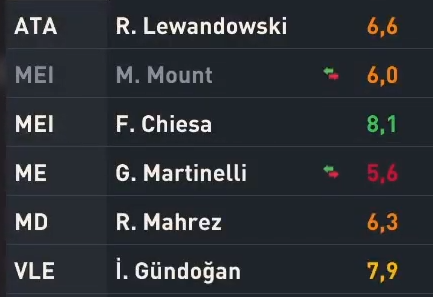 ATA R. Lewandowski 6,6
MEI M. Mount 6,0
MEI F. Chiesa 8,1
ME G. Martinelli 5,6
MD R. Mahrez 6,3
VLE İ. Gündoğan 7,9